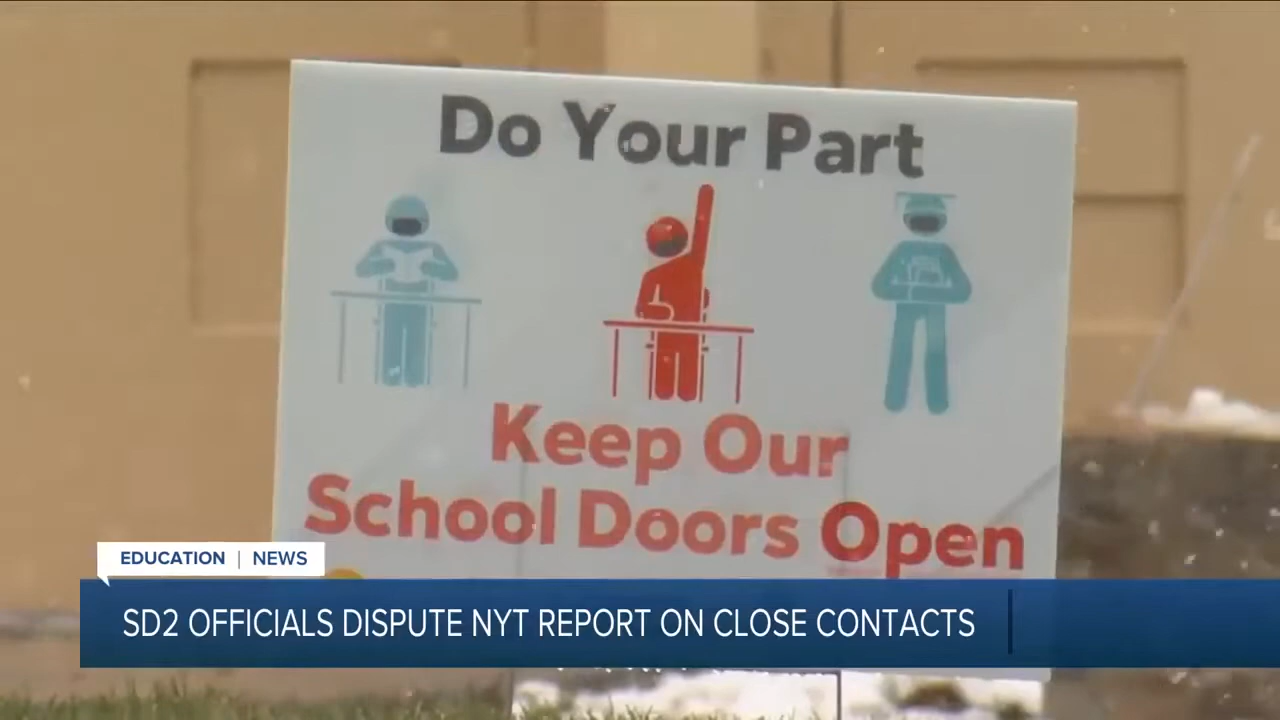 Do Your Part
Keep Our
School Doors Open
EDUCATION | NEWS
SD2 OFFICIALS DISPUTE NYT REPORT ON CLOSE CONTACTS